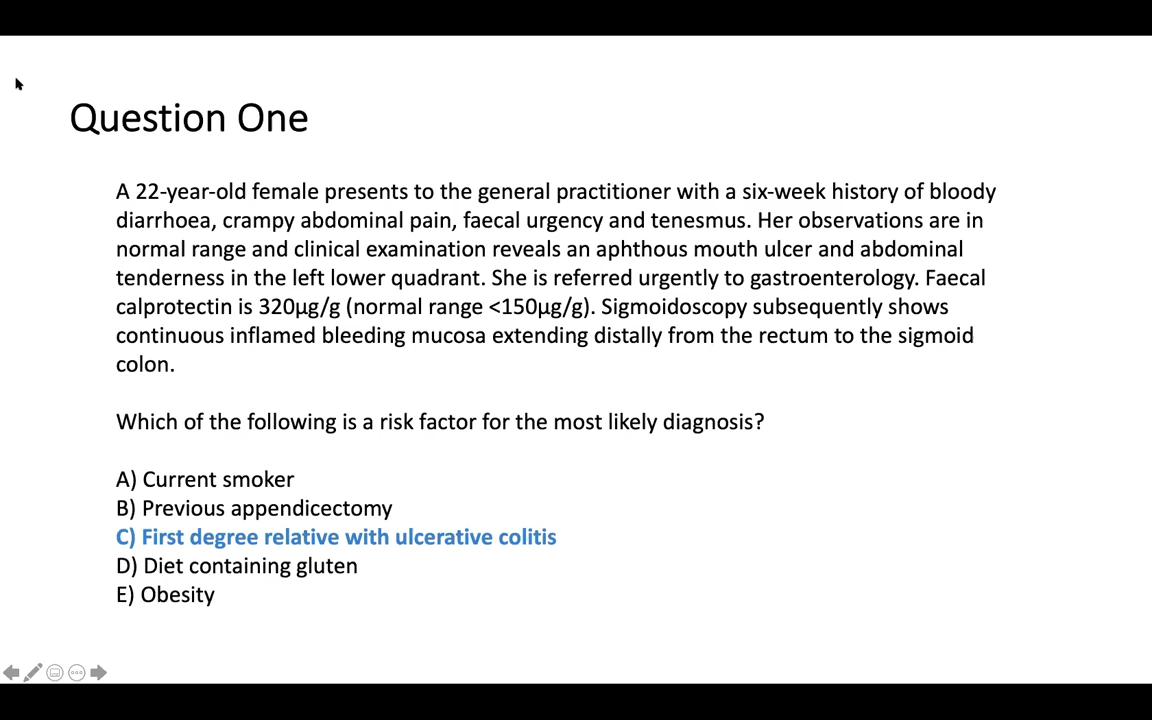 Question One
A 22-year-old female presents to the general practitioner with a six-week history of bloody
diarrhoea, crampy abdominal pain, faecal urgency and tenesmus. Her observations are in
normal range and clinical examination reveals an aphthous mouth ulcer and abdominal
tenderness in the left lower quadrant. She is referred urgently to gastroenterology. Faecal
calprotectin is 320µg/g (normal range <150µg/g). Sigmoidoscopy subsequently shows
continuous inflamed bleeding mucosa extending distally from the rectum to the sigmoid
colon.
Which of the following is a risk factor for the most likely diagnosis?
A) Current smoker
B) Previous appendicectomy
C) First degree relative with ulcerative colitis
D) Diet containing gluten
E) Obesity